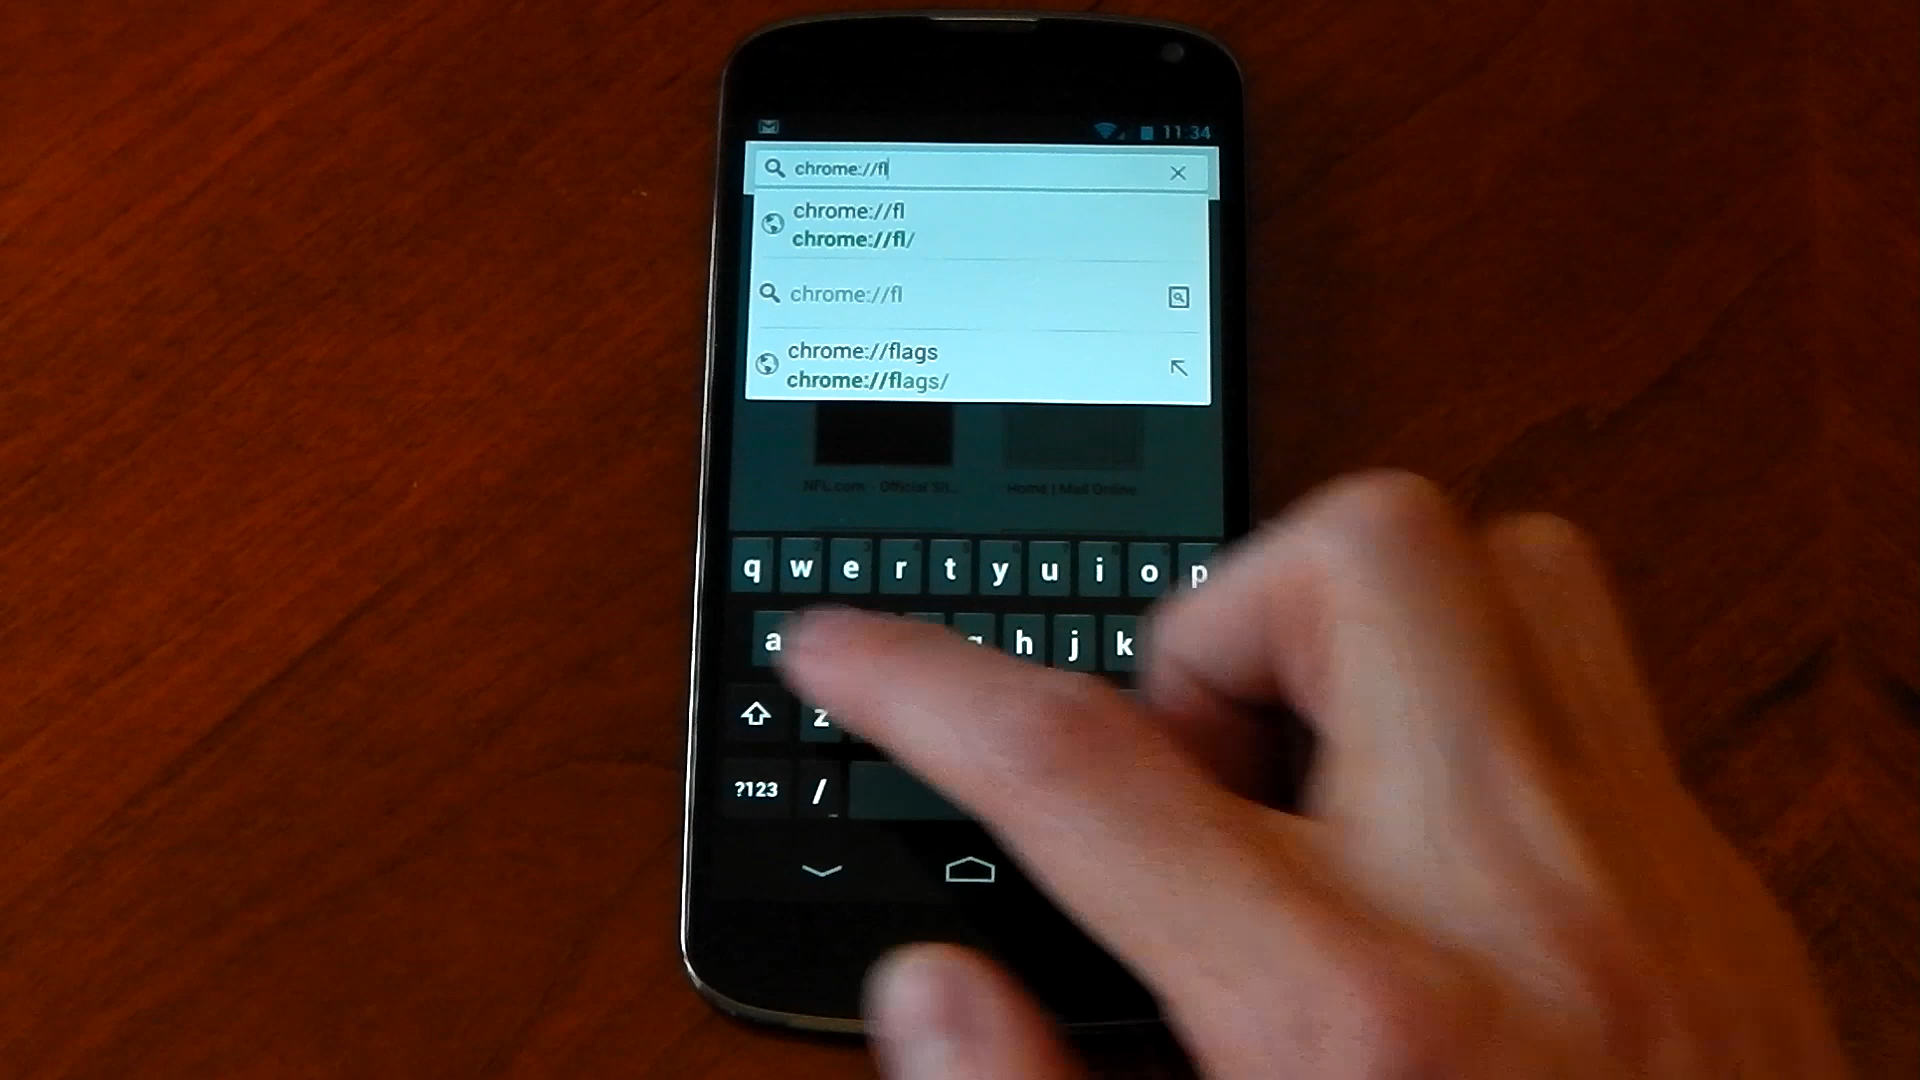 11:34
chrome://fl
chrome://fl
chrome://fl/
chrome://fl
chrome://flags
chrome://flags/
NFL.com - Official Sit...
Home | Mail Online
q w e r t y u i o p
a h j k
z
?123 /